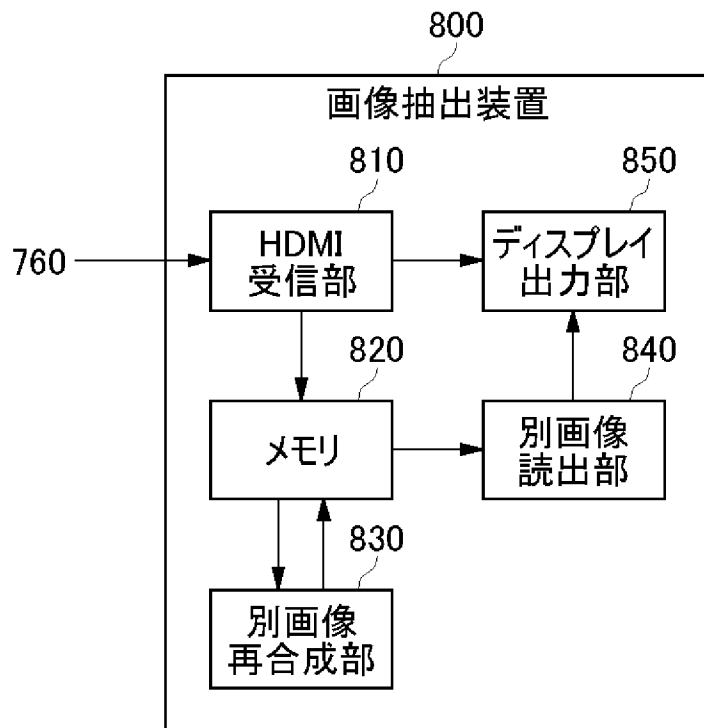 800
画像抽出装置
810
850
760
HDMI
受信部
ディスプレイ
出力部
820
840
メモリ
別画像
読出部
830
別画像
再合成部